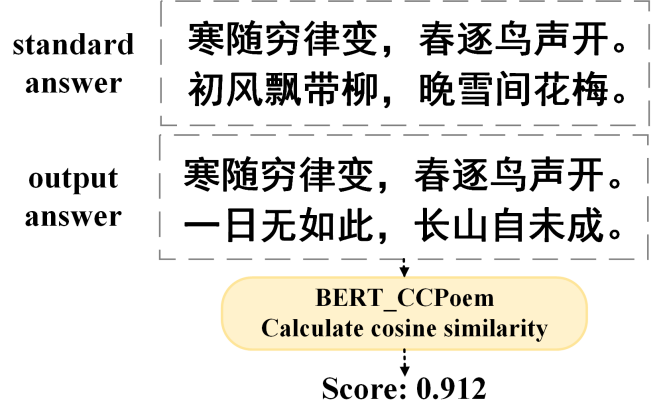 standard answer
寒随穷律变，春逐鸟声开。
初风飘带柳，晚雪间花梅。
output answer
寒随穷律变，春逐鸟声开。
一日无如此，长山自未成。
BERT_CCPoem
Calculate cosine similarity
Score: 0.912